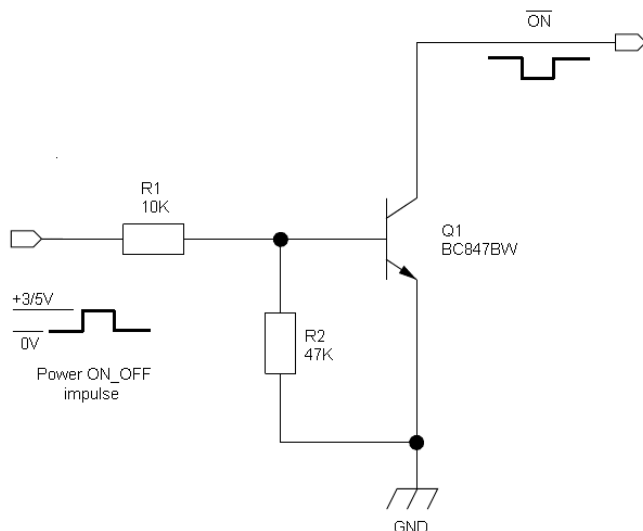 ON
R1
10K
Q1
BC847BW
+3/5V
0V
R2
47K
Power ON_OFF
impulse
GND